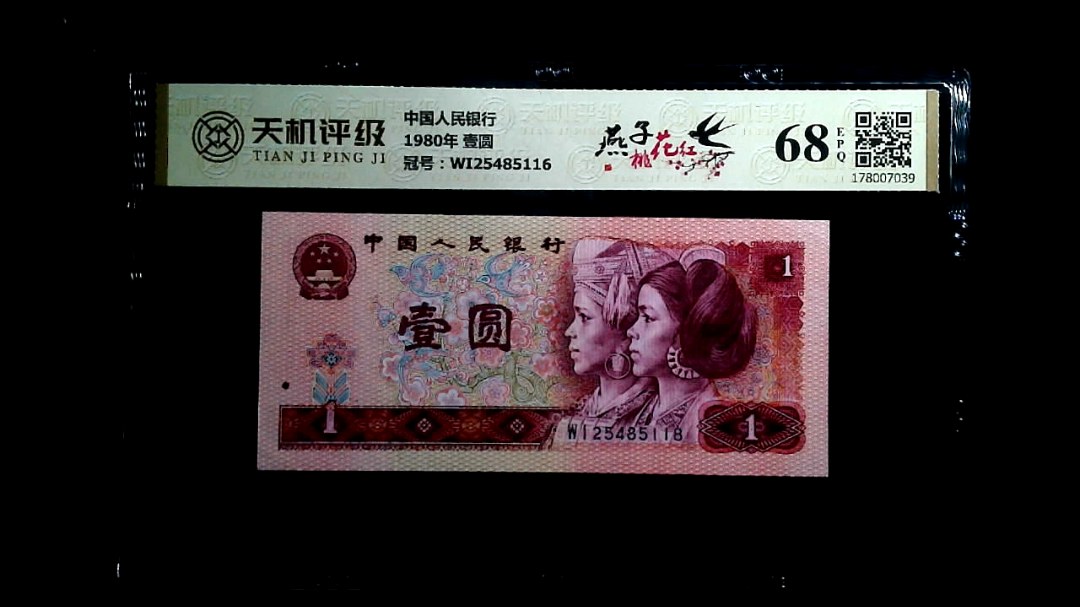 天机评级
TIAN JI PING JI
中国人民银行
1980年 壹圆
冠号：WI25485116
燕子
桃花红
68
EPQ
178007039
中国人民银行
1
壹圆
1
WI25485118
1